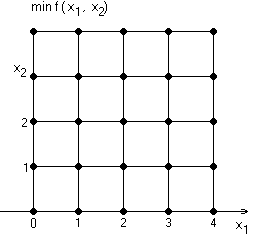 min f ( x₁, x₂)
x₂
2
1
0 1 2 3 4
x₁